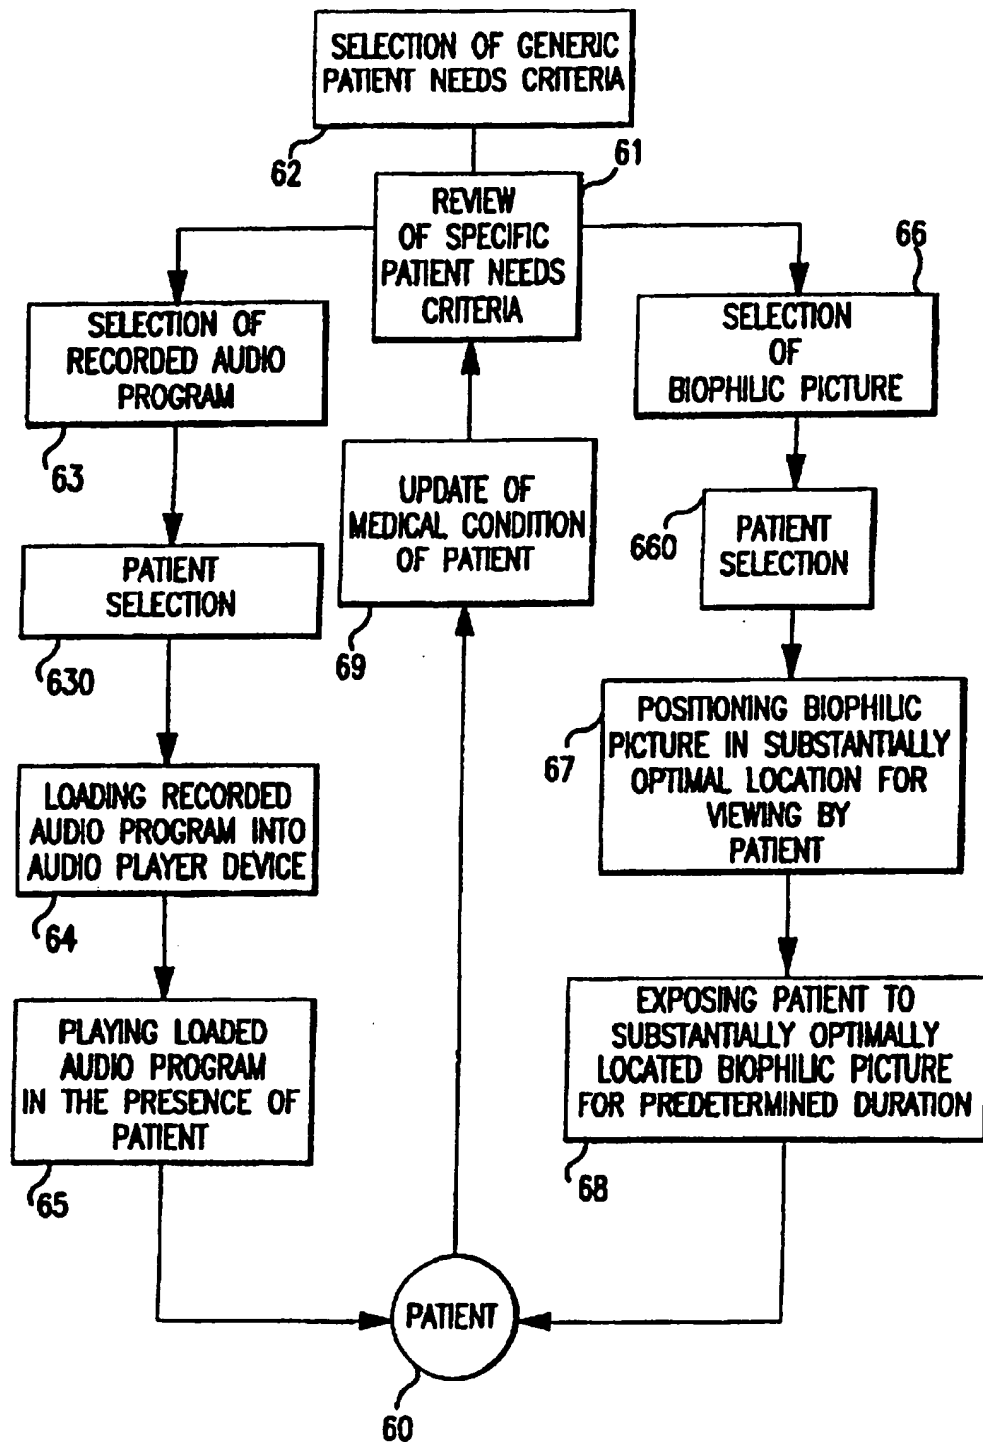 SELECTION OF GENERIC
PATIENT NEEDS CRITERIA
62
61
REVIEW
OF SPECIFIC
PATIENT NEEDS
CRITERIA
SELECTION OF
RECORDED AUDIO
PROGRAM
63
66
SELECTION
OF
BIOPHILIC PICTURE
UPDATE OF
MEDICAL CONDITION
OF PATIENT
69
PATIENT
SELECTION
630
660
PATIENT
SELECTION
LOADING RECORDED
AUDIO PROGRAM INTO
AUDIO PLAYER DEVICE
64
67
POSITIONING BIOPHILIC
PICTURE IN SUBSTANTIALLY
OPTIMAL LOCATION FOR
VIEWING BY
PATIENT
PLAYING LOADED
AUDIO PROGRAM
IN THE PRESENCE OF
PATIENT
65
EXPOSING PATIENT TO
SUBSTANTIALLY OPTIMALLY
LOCATED BIOPHILIC PICTURE
FOR PREDETERMINED DURATION
68
PATIENT
60